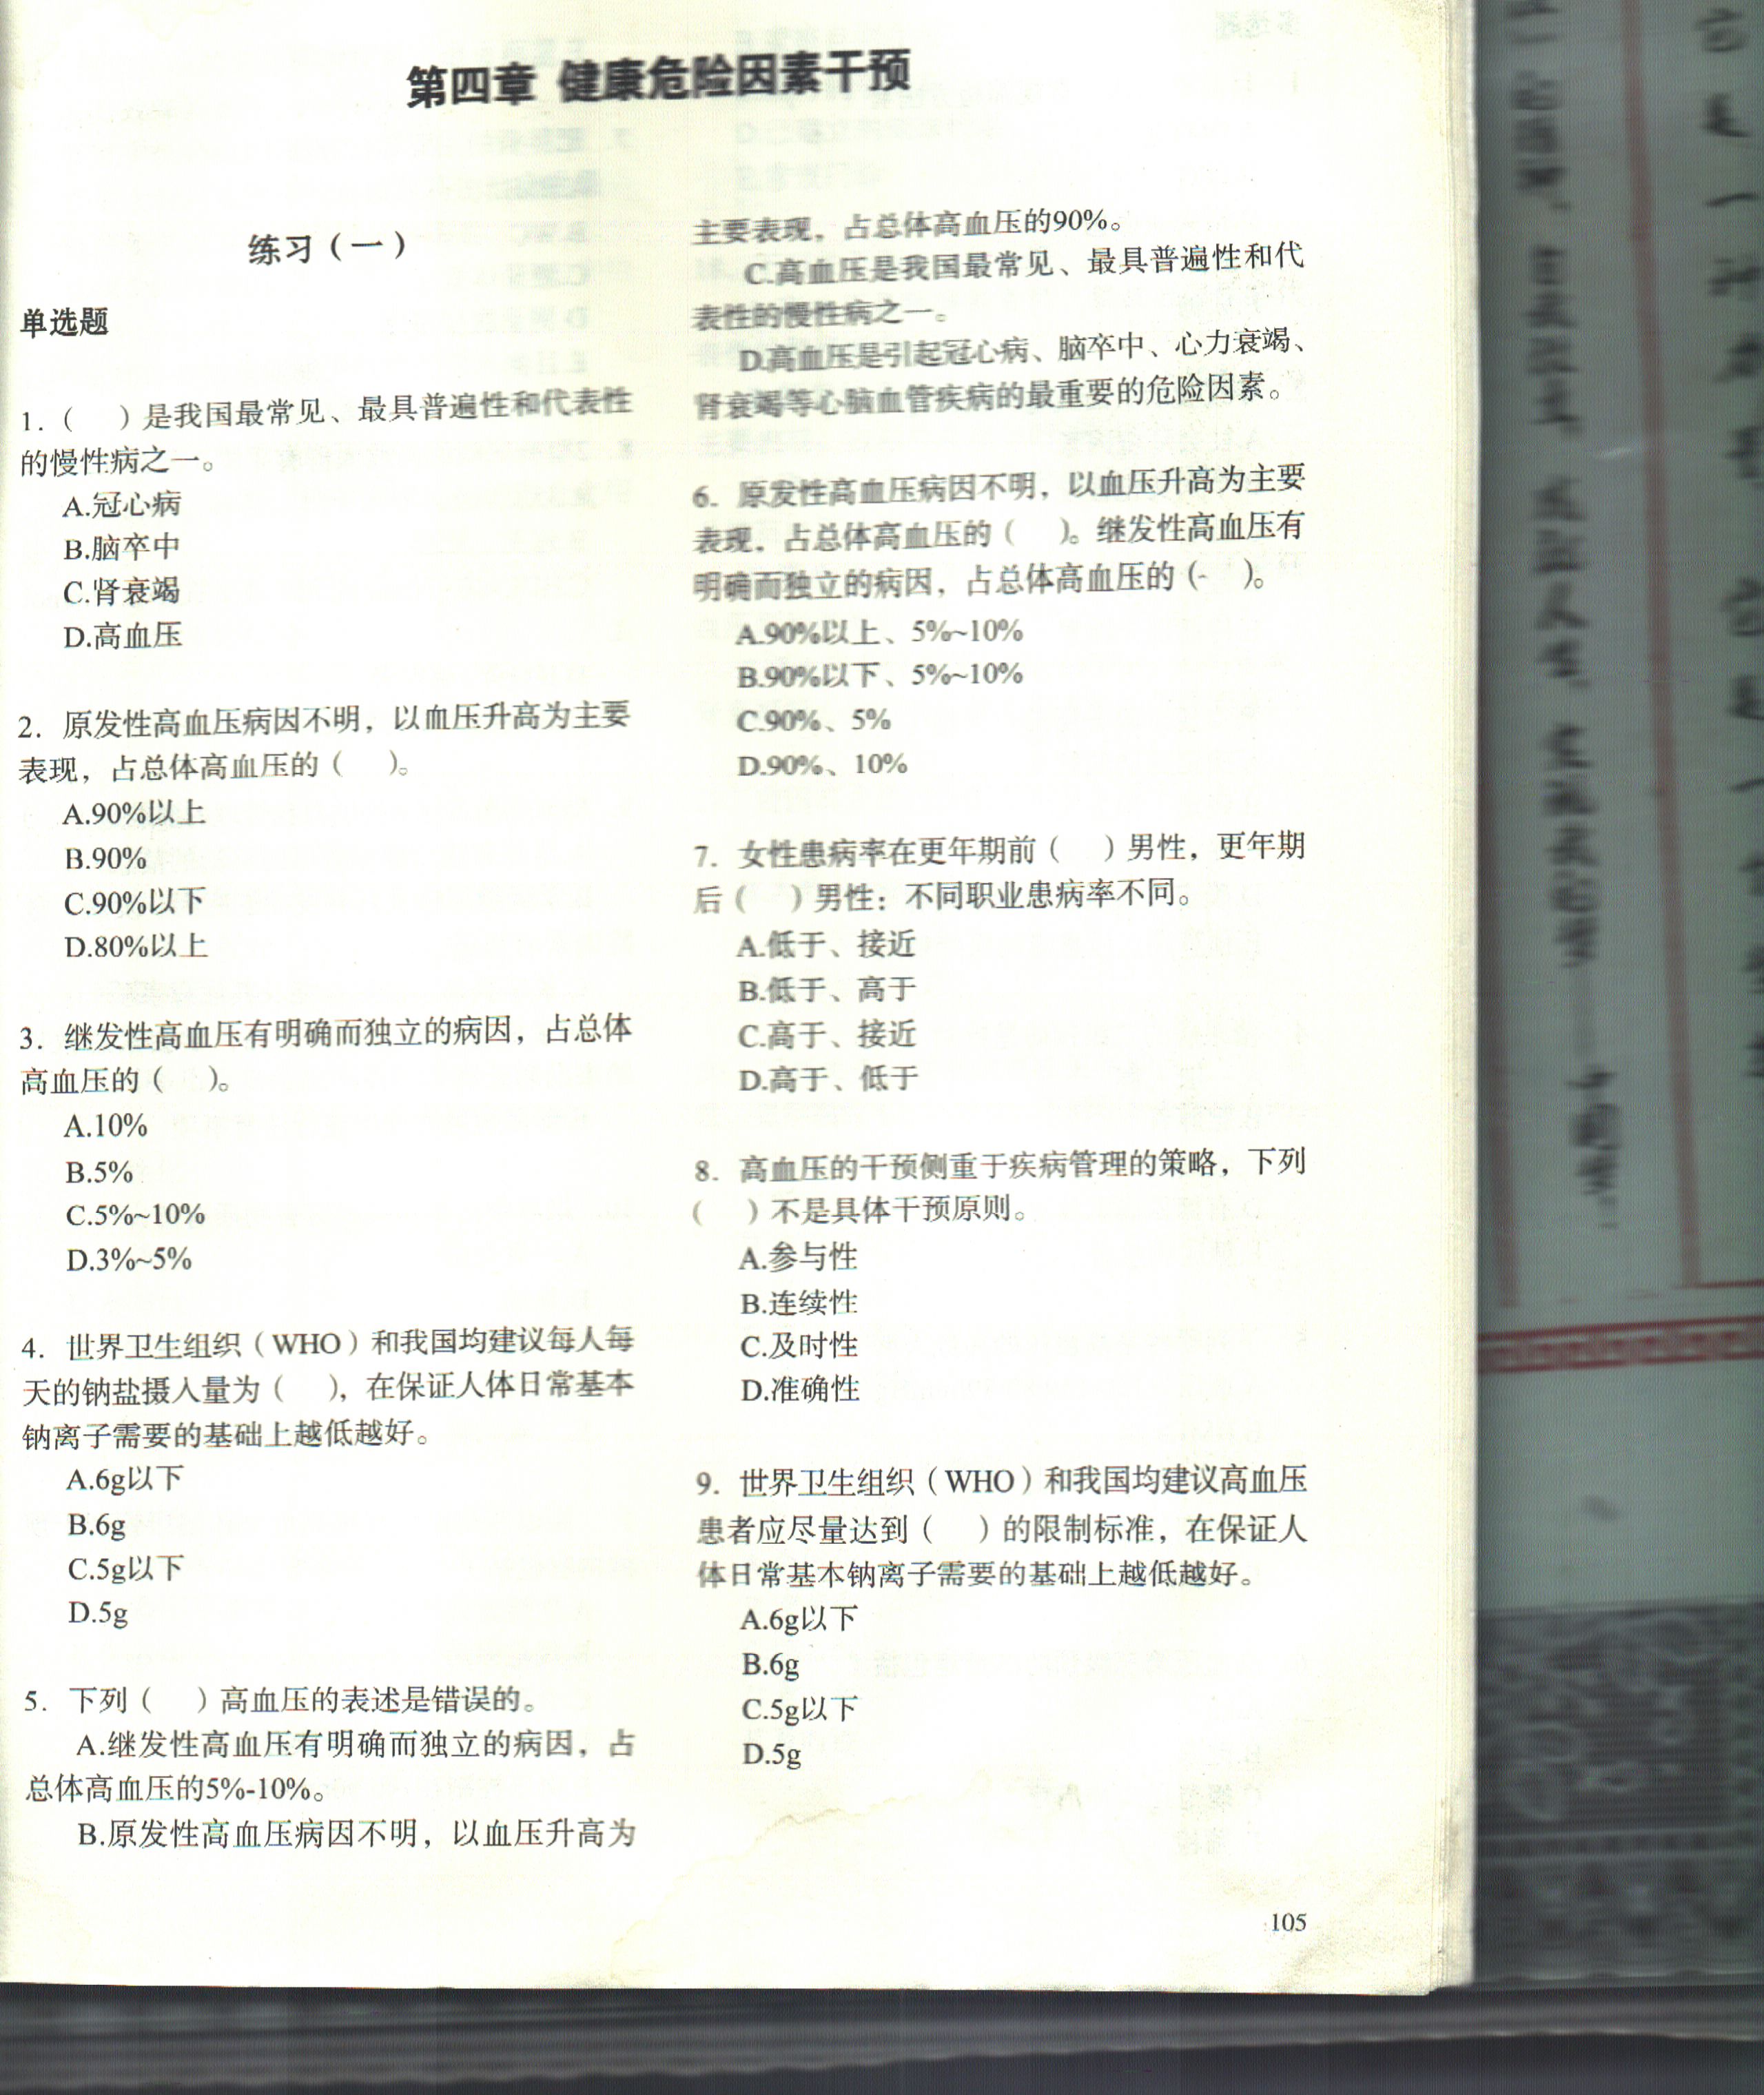 第四章 健康危险因素干预
练习（一）
单选题
1.（ ）是我国最常见、最具普遍性和代表性
的慢性病之一。
A.冠心病
B.脑卒中
C.肾衰竭
D.高血压
2. 原发性高血压病因不明，以血压升高为主要
表现，占总体高血压的（ ）。
A.90%以上
B.90%
C.90%以下
D.80%以上
3. 继发性高血压有明确而独立的病因，占总体
高血压的（ ）。
A.10%
B.5%
C.5%~10%
D.3%~5%
4. 世界卫生组织（WHO）和我国均建议每人每
天的钠盐摄入量为（ ），在保证人体日常基本
钠离子需要的基础上越低越好。
A.6g以下
B.6g
C.5g以下
D.5g
5. 下列（ ）高血压的表述是错误的。
A.继发性高血压有明确而独立的病因，占
总体高血压的5%-10%。
B.原发性高血压病因不明，以血压升高为
主要表现，占总体高血压的90%。
C.高血压是我国最常见、最具普遍性和代
表性的慢性病之一。
D.高血压是引起冠心病、脑卒中、心力衰竭、
肾衰竭等心脑血管疾病的最重要的危险因素。
6. 原发性高血压病因不明，以血压升高为主要
表现，占总体高血压的（ ）。继发性高血压有
明确而独立的病因，占总体高血压的（ ）。
A.90%以上、5%~10%
B.90%以下、5%~10%
C.90%、5%
D.90%、10%
7. 女性患病率在更年期前（ ）男性，更年期
后（ ）男性；不同职业患病率不同。
A.低于、接近
B.低于、高于
C.高于、接近
D.高于、低于
8. 高血压的干预侧重于疾病管理的策略，下列
（ ）不是具体干预原则。
A.参与性
B.连续性
C.及时性
D.准确性
9. 世界卫生组织（WHO）和我国均建议高血压
患者应尽量达到（ ）的限制标准，在保证人
体日常基本钠离子需要的基础上越低越好。
A.6g以下
B.6g
C.5g以下
D.5g
105